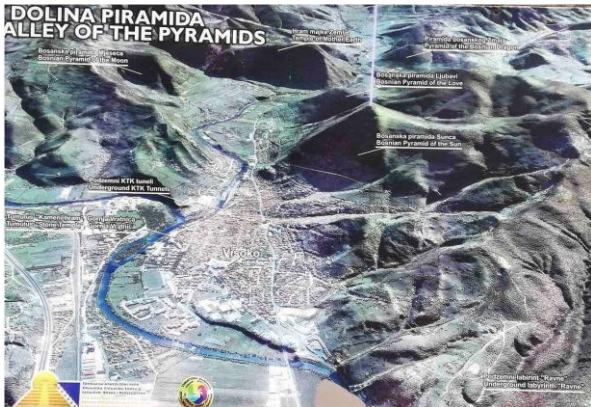 DOLINA PIRAMIDA
ALLEY OF THE PYRAMIDS
Hram majke Zemlje
Temple of Mother Earth
Piramida bosanskog Zmaja
Pyramid of the Bosnian Dragon
Bosanska piramida Mjeseca
Bosnian Pyramid of the Moon
Bosanska piramida Ljubavi
Bosnian Pyramid of the Love
Bosanska piramida Sunca
Bosnian Pyramid of the Sun
Podzemni KTK tuneli
Underground KTK Tunnels
Tumulus "Kameni hram" Gornja Vratnica
Tumulus "Stone Temple"
Visoko
Podzemni labirint "Ravne"
Underground labyrinth "Ravne"